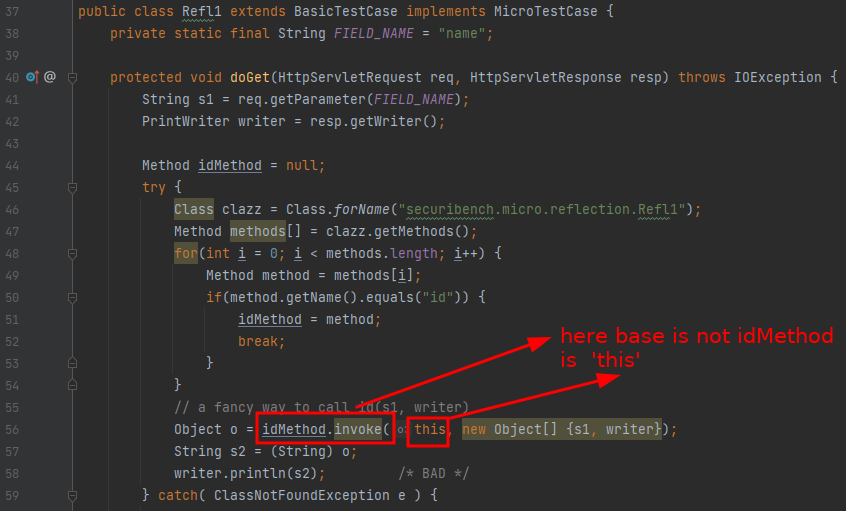 37 public class Refl1 extends BasicTestCase implements MicroTestCase {
38 private static final String FIELD_NAME = "name";
39
40 @ protected void doGet(HttpServletRequest req, HttpServletResponse resp) throws IOException {
41 String s1 = req.getParameter(FIELD_NAME);
42 PrintWriter writer = resp.getWriter();
43
44 Method idMethod = null;
45 try {
46 Class clazz = Class.forName("securibench.micro.reflection.Refl1");
47 Method methods[] = clazz.getMethods();
48 for(int i = 0; i < methods.length; i++) {
49 Method method = methods[i];
50 if(method.getName().equals("id")) {
51 idMethod = method;
52 break;
53 }
54 }
55 // a fancy way to call id(s1, writer)
56 Object o = idMethod.invoke( o: this, new Object[] {s1, writer});
57 String s2 = (String) o;
58 writer.println(s2); /* BAD */
59 } catch( ClassNotFoundException e ) {
here base is not idMethod
is 'this'